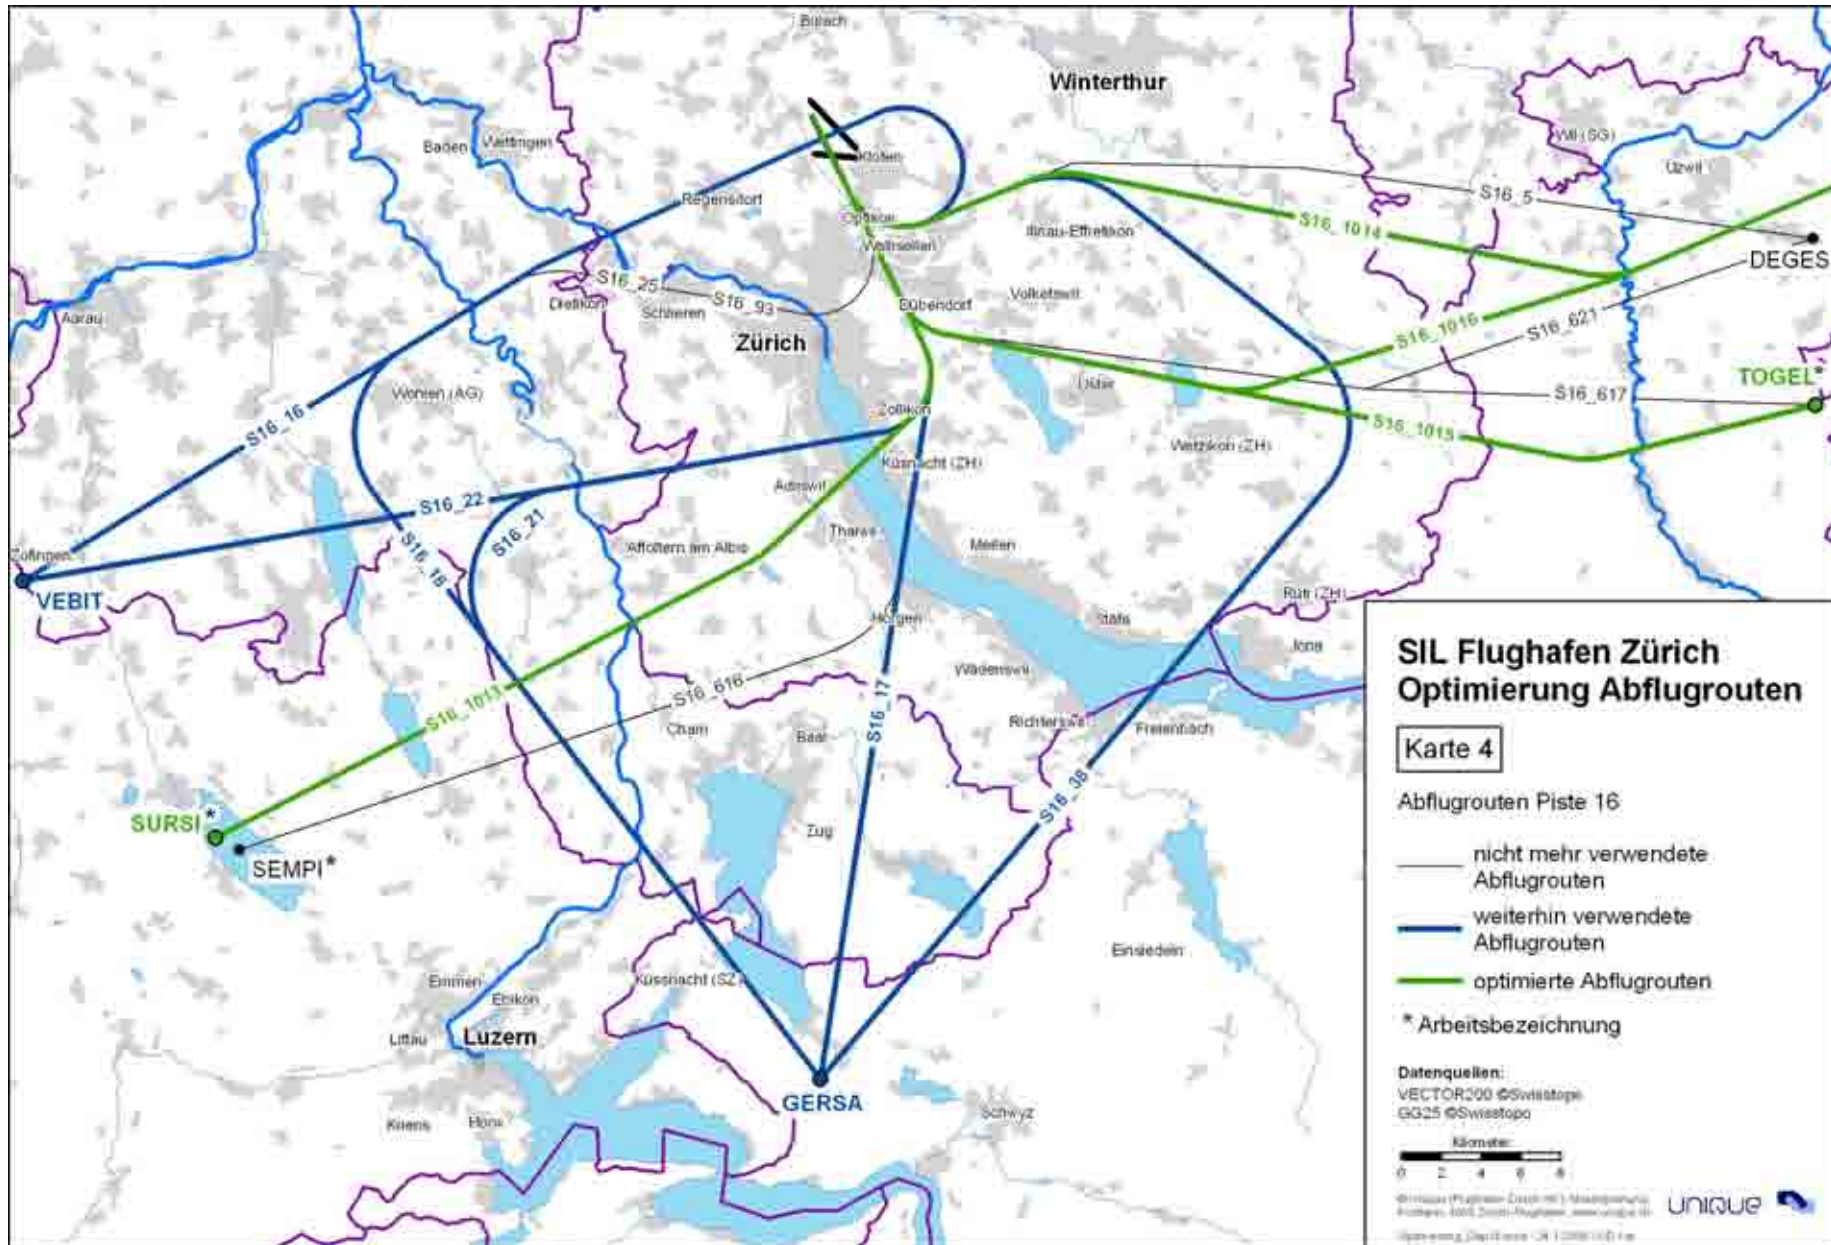 Bülach
Winterthur
Kloten
Wil (SG)
Uzwil
Baden
Wettingen
Regensdorf
Opfikon
Wallisellen
Illnau-Effretikon
S16_5
S16_1014
DEGES
S16_25
S16_93
Dietikon
Schlieren
Dübendorf
Volketswil
Aarau
Zürich
S16_1016
S16_621
TOGEL*
Uster
S16_617
Wohlen (AG)
Zollikon
S16_1015
S16_16
Wetzikon (ZH)
Küsnacht (ZH)
Adliswil
S16_22
S16_21
Thalwil
Meilen
Affoltern am Albis
Zofingen
S16_18
VEBIT
Rüti (ZH)
Horgen
Stäfa
Jona
Wädenswil
S16_616
S16_1013
S16_17
Cham
Baar
Richterswil
Freienbach
S16_38
SURSI*
Zug
SEMPI*
Einsiedeln
Emmen
Ebikon
Küssnacht (SZ)
Littau
Luzern
GERSA
Schwyz
Kriens
Horw
SIL Flughafen Zürich
Optimierung Abflugrouten
Karte 4
Abflugrouten Piste 16
nicht mehr verwendete
Abflugrouten
weiterhin verwendete
Abflugrouten
optimierte Abflugrouten
* Arbeitsbezeichnung
Datenquellen:
VECTOR200 ©Swisstopo
GG25 ©Swisstopo
Kilometer
0 2 4 6 8
UNIQUE